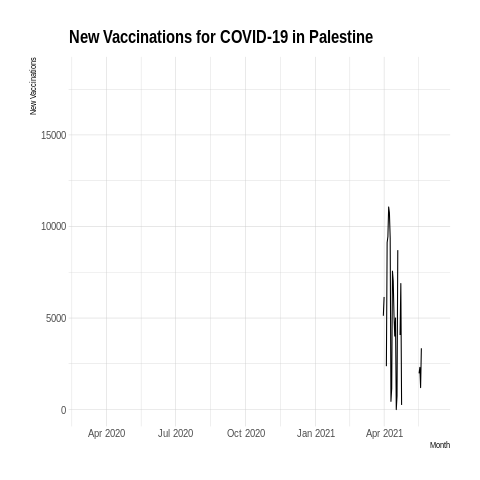 New Vaccinations for COVID-19 in Palestine
New Vaccinations
15000
10000
5000
0
Apr 2020 Jul 2020 Oct 2020 Jan 2021 Apr 2021
Month